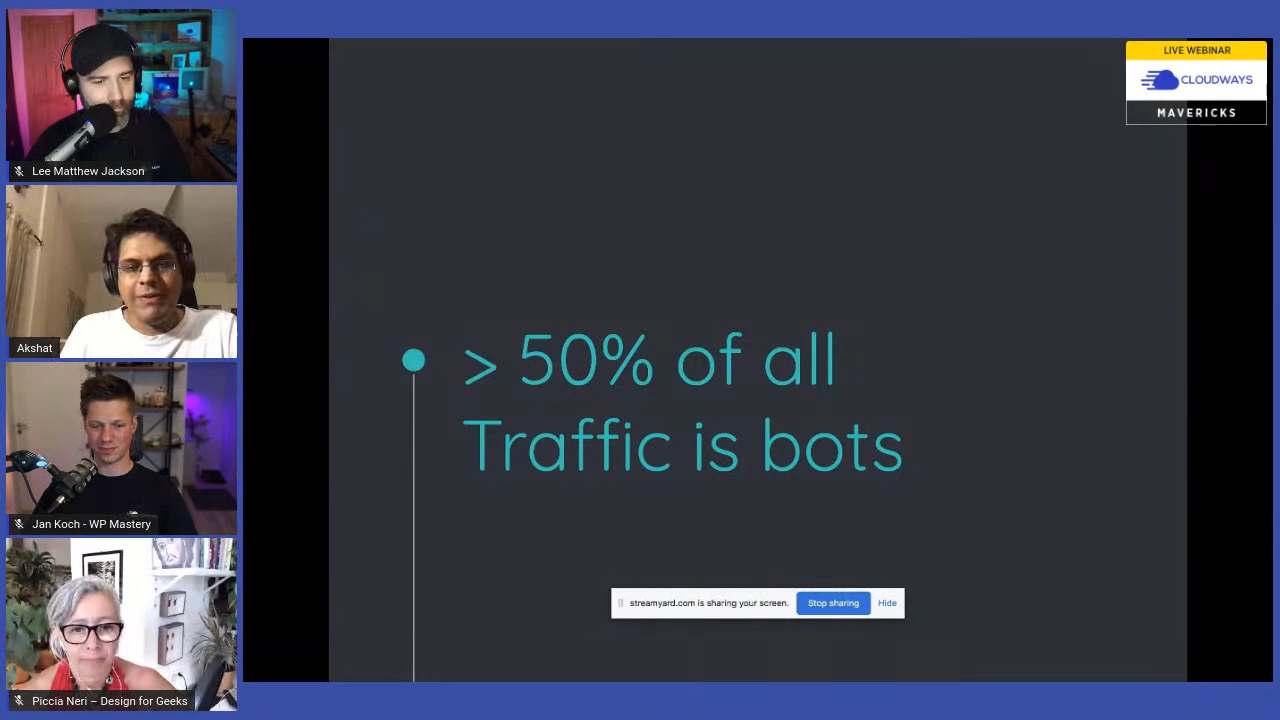 Lee Matthew Jackson
Akshat
Jan Koch - WP Mastery
Piccia Neri – Design for Geeks
> 50% of all
Traffic is bots
streamyard.com is sharing your screen. Stop sharing Hide
LIVE WEBINAR
CLOUDWAYS
MAVERICKS